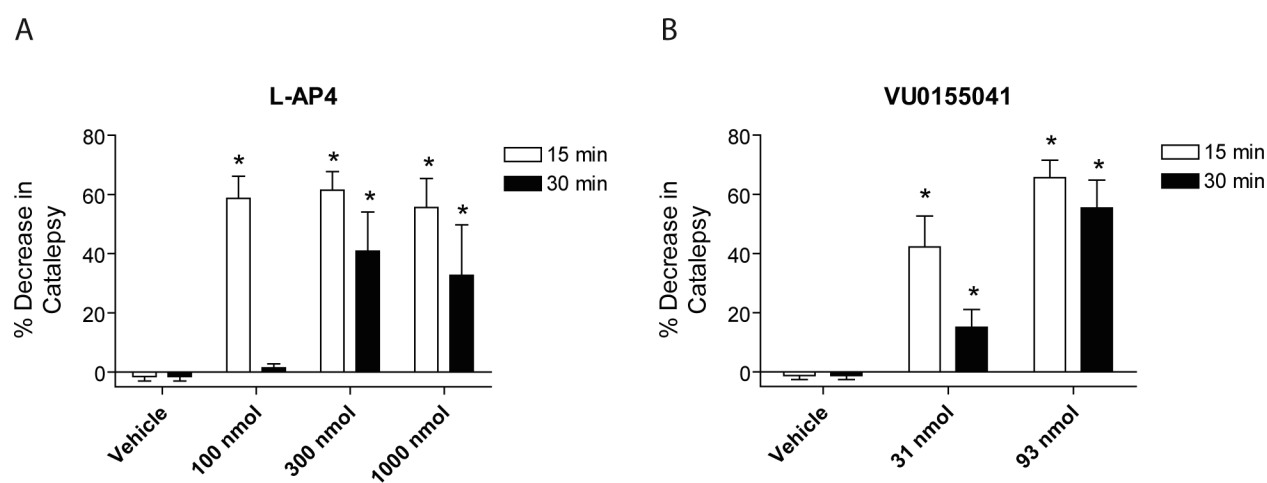 A
L-AP4
% Decrease in
Catalepsy
80
60
40
20
0
*
*
*
*
*
15 min
30 min
Vehicle
100 nmol
300 nmol
1000 nmol
B
VU0155041
% Decrease in
Catalepsy
80
60
40
20
0
*
*
*
*
15 min
30 min
Vehicle
31 nmol
93 nmol